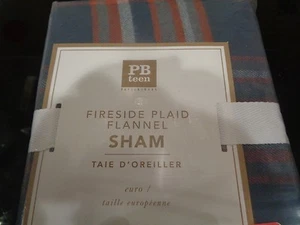 PB
teen
FIRESIDE PLAID
FLANNEL
SHAM
TAIE D'OREILLER
euro /
taille européenne